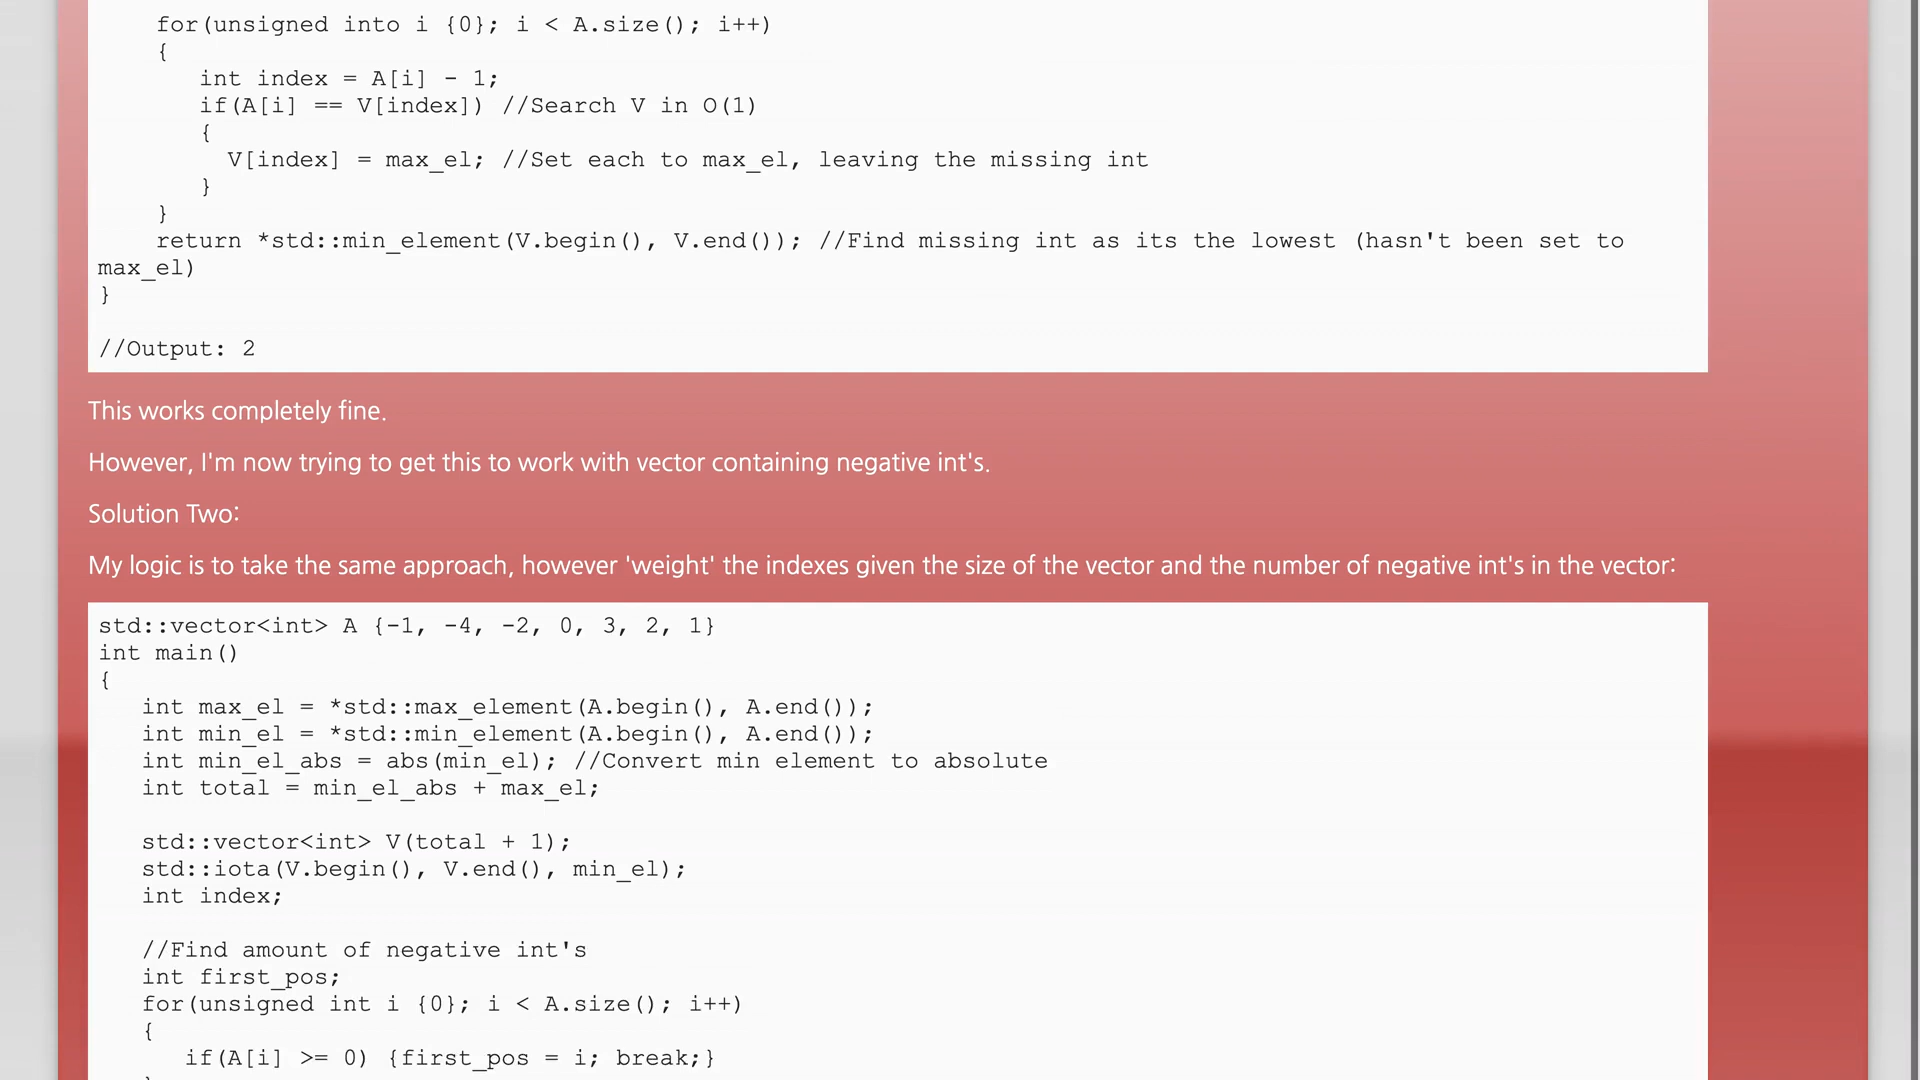 for(unsigned into i {0}; i < A.size(); i++)
{
int index = A[i] - 1;
if(A[i] == V[index]) //Search V in O(1)
{
V[index] = max_el; //Set each to max_el, leaving the missing int
}
}
return *std::min_element(V.begin(), V.end()); //Find missing int as its the lowest (hasn't been set to
max_el)
}
//Output: 2
This works completely fine.
However, I'm now trying to get this to work with vector containing negative int's.
Solution Two:
My logic is to take the same approach, however 'weight' the indexes given the size of the vector and the number of negative int's in the vector:
std::vector<int> A {-1, -4, -2, 0, 3, 2, 1}
int main()
{
int max_el = *std::max_element(A.begin(), A.end());
int min_el = *std::min_element(A.begin(), A.end());
int min_el_abs = abs(min_el); //Convert min element to absolute
int total = min_el_abs + max_el;
std::vector<int> V(total + 1);
std::iota(V.begin(), V.end(), min_el);
int index;
//Find amount of negative int's
int first_pos;
for(unsigned int i {0}; i < A.size(); i++)
{
if(A[i] >= 0) {first_pos = i; break;}